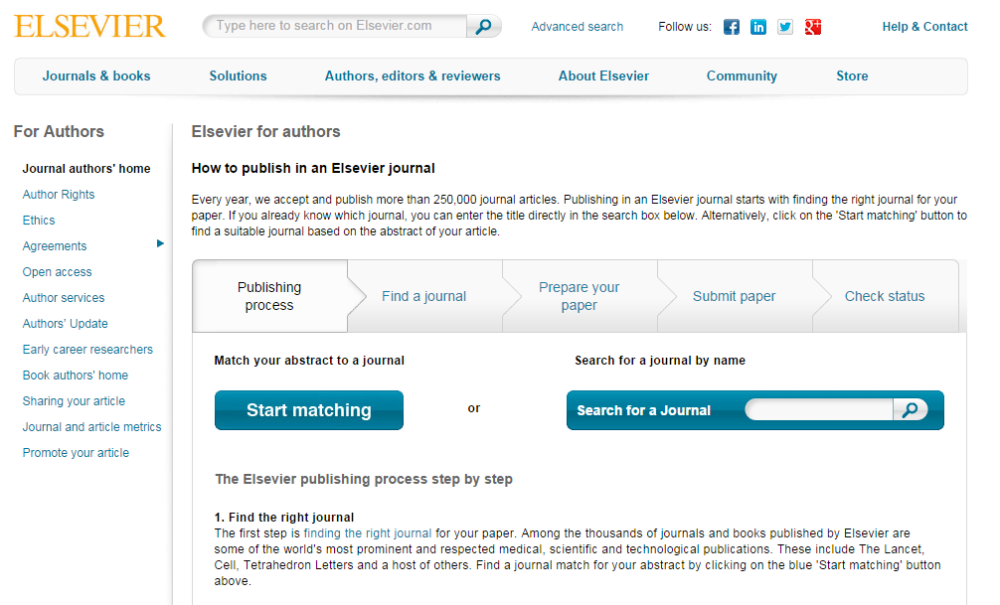 ELSEVIER
Type here to search on Elsevier.com
Advanced search
Follow us:
Help & Contact
Journals & books
Solutions
Authors, editors & reviewers
About Elsevier
Community
Store
For Authors
Journal authors' home
Author Rights
Ethics
Agreements
Open access
Author services
Authors' Update
Early career researchers
Book authors' home
Sharing your article
Journal and article metrics
Promote your article
Elsevier for authors
How to publish in an Elsevier journal
Every year, we accept and publish more than 250,000 journal articles. Publishing in an Elsevier journal starts with finding the right journal for your
paper. If you already know which journal, you can enter the title directly in the search box below. Alternatively, click on the 'Start matching' button to
find a suitable journal based on the abstract of your article.
Publishing
process
Find a journal
Prepare your
paper
Submit paper
Check status
Match your abstract to a journal
Start matching
or
Search for a journal by name
Search for a Journal
The Elsevier publishing process step by step
1. Find the right journal
The first step is finding the right journal for your paper. Among the thousands of journals and books published by Elsevier are
some of the world's most prominent and respected medical, scientific and technological publications. These include The Lancet,
Cell, Tetrahedron Letters and a host of others. Find a journal match for your abstract by clicking on the blue 'Start matching' button
above.